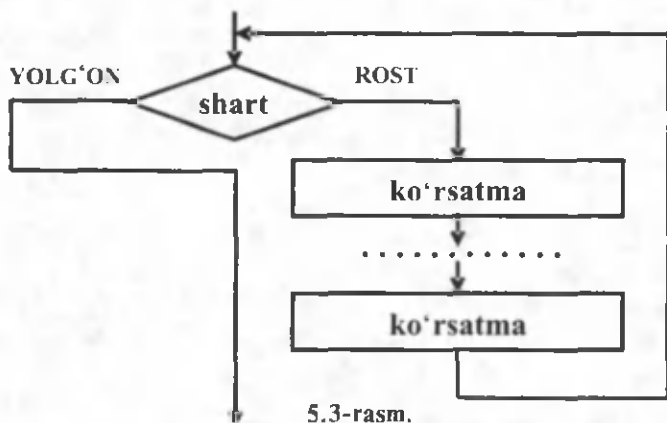 YOLG‘ON
ROST
shart
ko‘rsatma
. . . . . . . . . . . . .
ko‘rsatma
5.3-rasm.